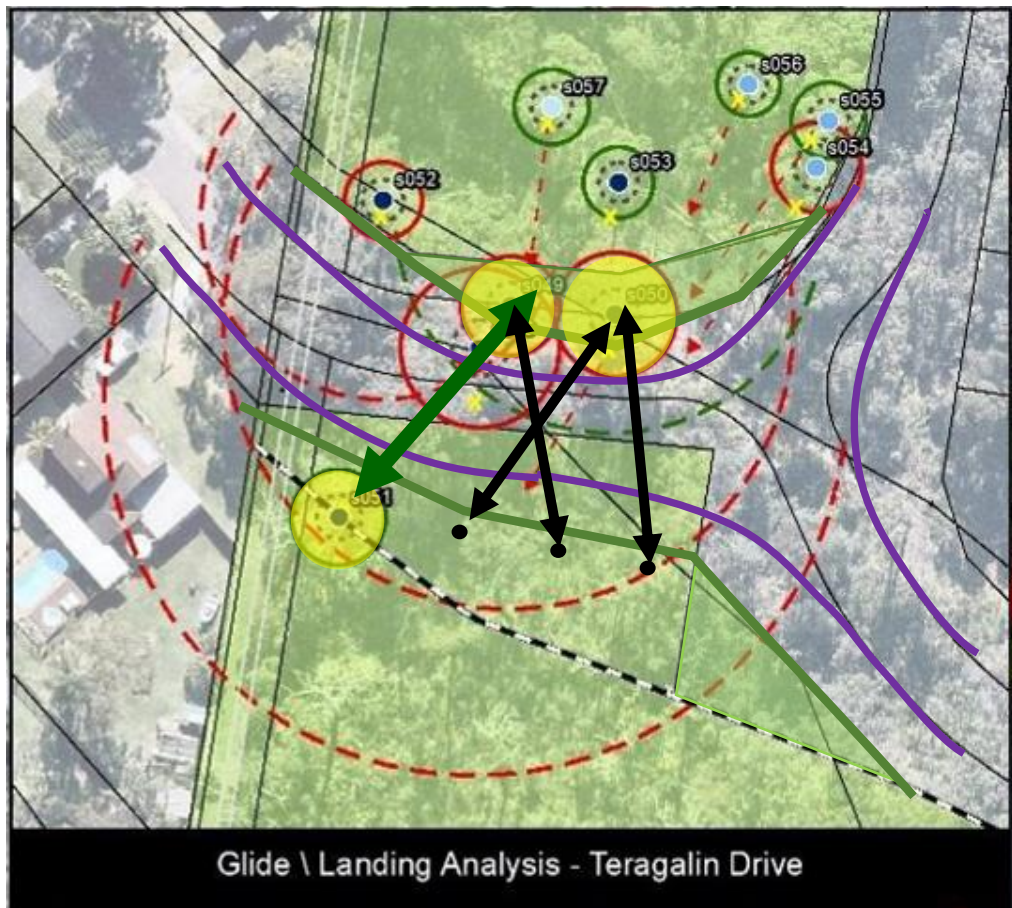 s056
s057
s055
s054
s053
s052
s049
s050
s051
Glide \ Landing Analysis - Teragalin Drive